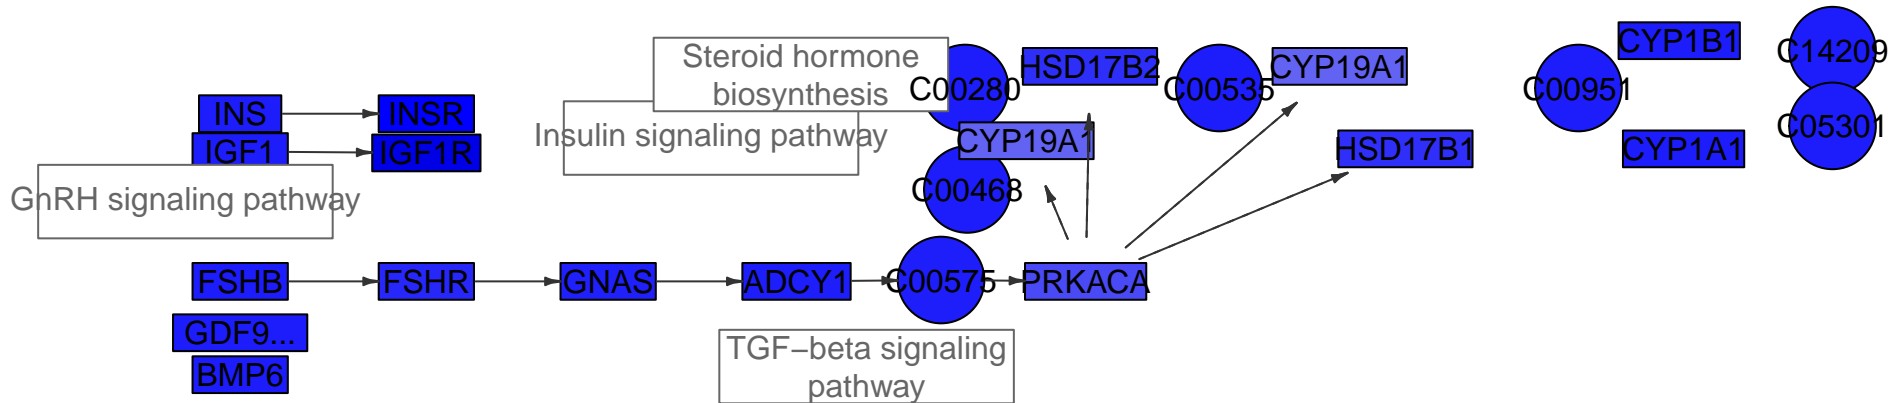 CYP1B1
C14209
Steroid hormone
biosynthesis
C00280
HSD17B2
C00535
CYP19A1
C00951
INS
INSR
C05301
Insulin signaling pathway
CYP19A1
IGF1
IGF1R
HSD17B1
CYP1A1
GnRH signaling pathway
C00468
FSHB
FSHR
GNAS
ADCY1
C00575
PRKACA
GDF9...
TGF−beta signaling
pathway
BMP6